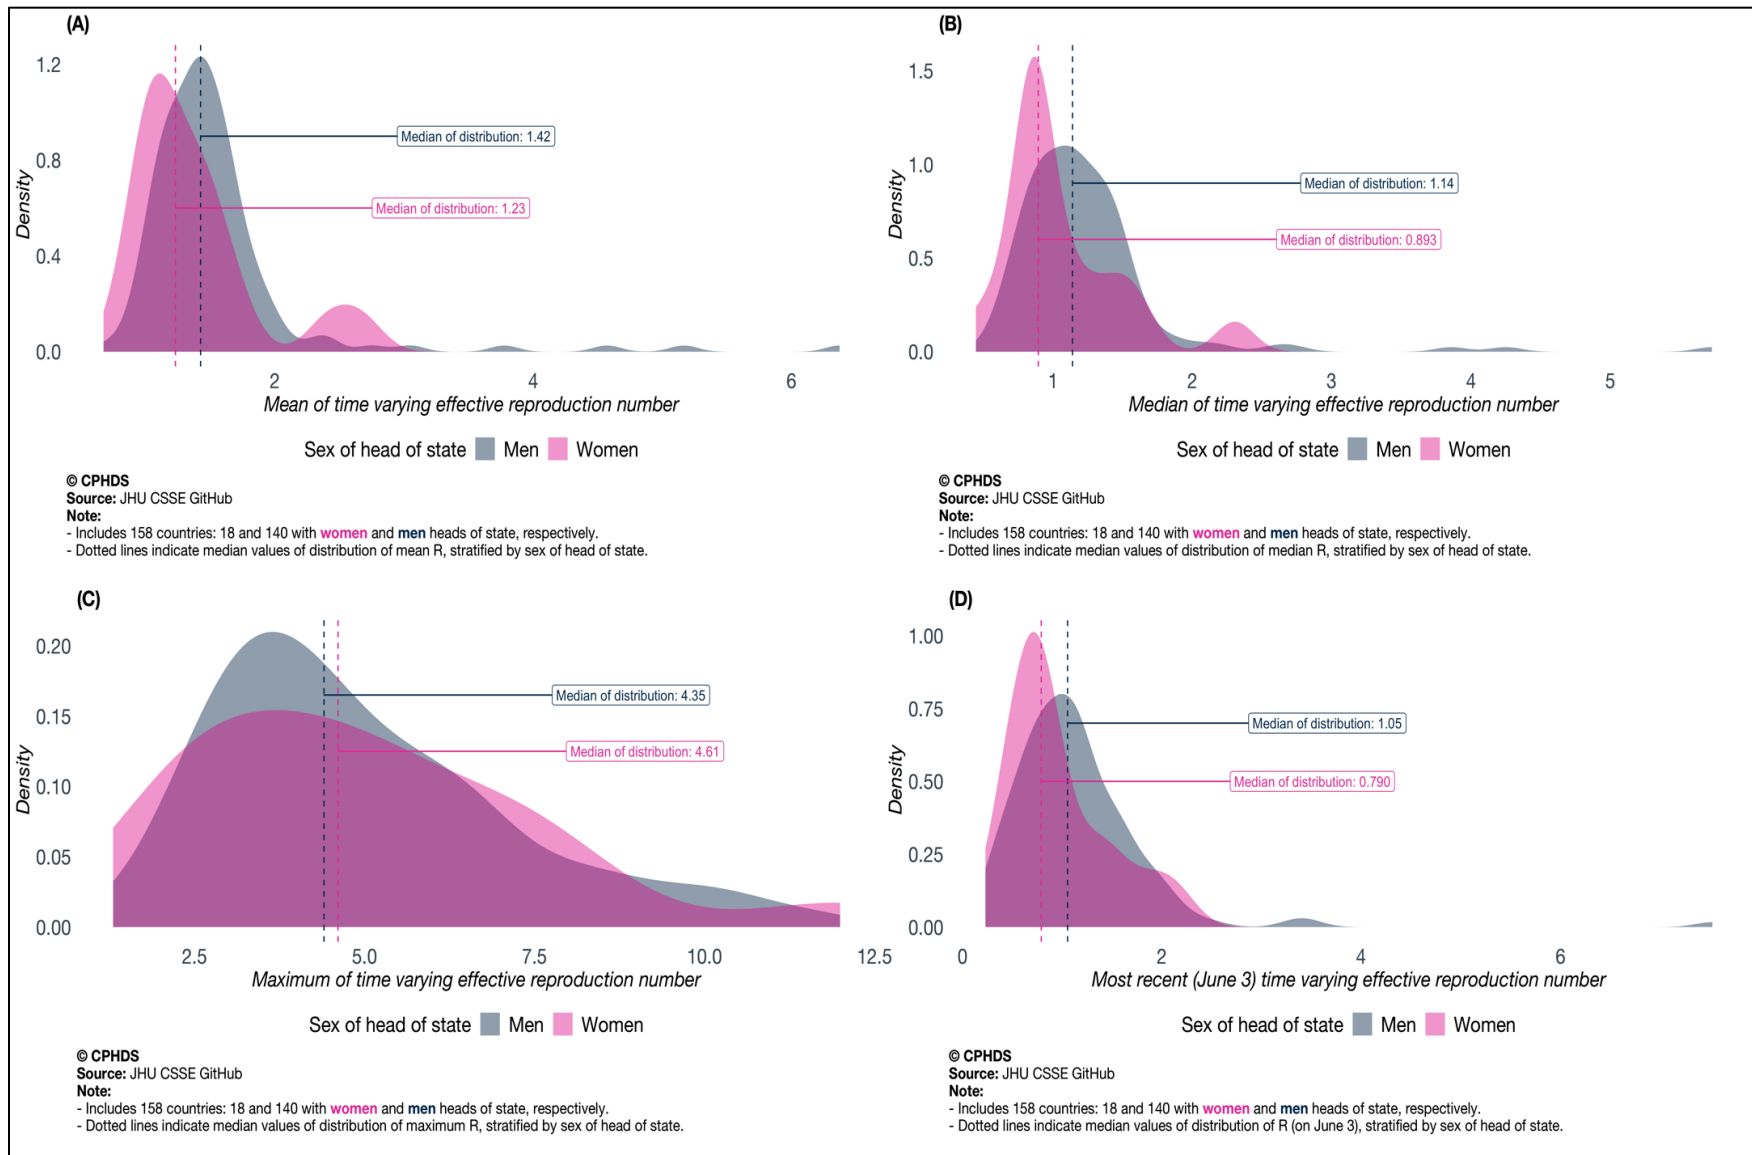 (A)
1.2
0.8
0.4
0.0
Density
Median of distribution: 1.42
Median of distribution: 1.23
2 4 6
Mean of time varying effective reproduction number
Sex of head of state Men Women
© CPHDS
Source: JHU CSSE GitHub
Note:
- Includes 158 countries: 18 and 140 with women and men heads of state, respectively.
- Dotted lines indicate median values of distribution of mean R, stratified by sex of head of state.
(B)
1.5
1.0
0.5
0.0
Density
Median of distribution: 1.14
Median of distribution: 0.893
1 2 3 4 5
Median of time varying effective reproduction number
Sex of head of state Men Women
© CPHDS
Source: JHU CSSE GitHub
Note:
- Includes 158 countries: 18 and 140 with women and men heads of state, respectively.
- Dotted lines indicate median values of distribution of median R, stratified by sex of head of state.
(C)
0.20
0.15
0.10
0.05
0.00
Density
Median of distribution: 4.35
Median of distribution: 4.61
2.5 5.0 7.5 10.0 12.5
Maximum of time varying effective reproduction number
Sex of head of state Men Women
© CPHDS
Source: JHU CSSE GitHub
Note:
- Includes 158 countries: 18 and 140 with women and men heads of state, respectively.
- Dotted lines indicate median values of distribution of maximum R, stratified by sex of head of state.
(D)
1.00
0.75
0.50
0.25
0.00
Density
Median of distribution: 1.05
Median of distribution: 0.790
0 2 4 6
Most recent (June 3) time varying effective reproduction number
Sex of head of state Men Women
© CPHDS
Source: JHU CSSE GitHub
Note:
- Includes 158 countries: 18 and 140 with women and men heads of state, respectively.
- Dotted lines indicate median values of distribution of R (on June 3), stratified by sex of head of state.